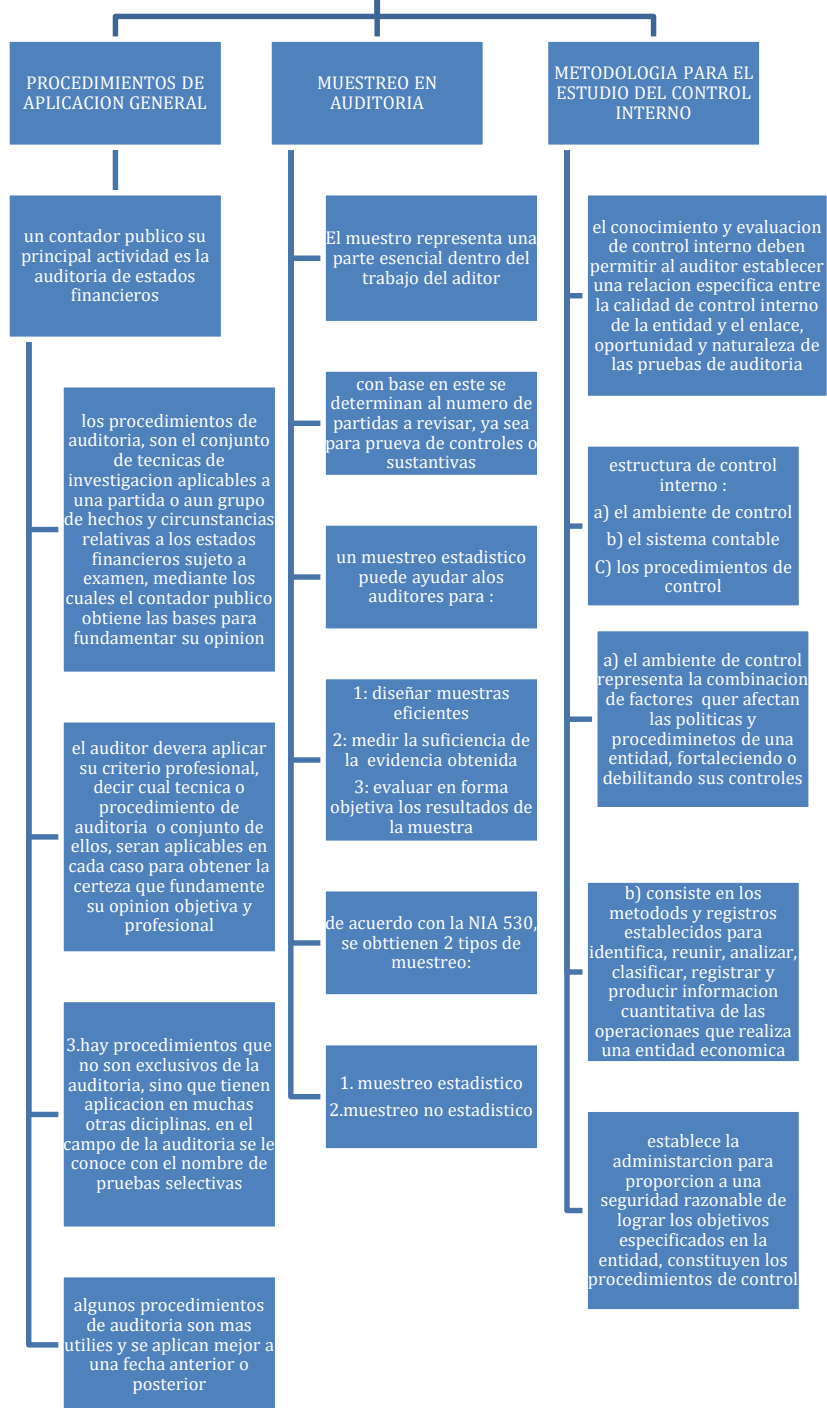 PROCEDIMIENTOS DE
APLICACION GENERAL
un contador publico su
principal actividad es la
auditoria de estados
financieros
los procedimientos de
auditoria, son el conjunto
de tecnicas de
investigacion aplicables a
una partida o aun grupo
de hechos y circunstancias
relativas a los estados
financieros sujeto a
examen, mediante los
cuales el contador publico
obtiene las bases para
fundamentar su opinion
el auditor devera aplicar
su criterio profesional,
decir cual tecnica o
procedimiento de
auditoria o conjunto de
ellos, seran aplicables en
cada caso para obtener la
certeza que fundamente
su opinion objetiva y
profesional
3.hay procedimientos que
no son exclusivos de la
auditoria, sino que tienen
aplicacion en muchas
otras diciplinas. en el
campo de la auditoria se le
conoce con el nombre de
pruebas selectivas
algunos procedimientos
de auditoria son mas
utilies y se aplican mejor a
una fecha anterior o
posterior
MUESTREO EN
AUDITORIA
El muestro representa una
parte esencial dentro del
trabajo del aditor
con base en este se
determinan al numero de
partidas a revisar, ya sea
para prueba de controles o
sustantivas
un muestreo estadistico
puede ayudar alos
auditores para :
1: diseñar muestras
eficientes
2: medir la suficiencia de
la evidencia obtenida
3: evaluar en forma
objetiva los resultados de
la muestra
de acuerdo con la NIA 530,
se obttienen 2 tipos de
muestreo:
1. muestreo estadistico
2.muestreo no estadistico
METODOLOGIA PARA EL
ESTUDIO DEL CONTROL
INTERNO
el conocimiento y evaluacion
de control interno deben
permitir al auditor establecer
una relacion especifica entre
la calidad de control interno
de la entidad y el enlace,
oportunidad y naturaleza de
las pruebas de auditoria
estructura de control
interno :
a) el ambiente de control
b) el sistema contable
C) los procedimientos de
control
a) el ambiente de control
representa la combinacion
de factores quer afectan
las politicas y
procediminetos de una
entidad, fortaleciendo o
debilitando sus controles
b) consiste en los
metodods y registros
establecidos para
identifica, reunir, analizar,
clasificar, registrar y
producir informacion
cuantitativa de las
operacionaes que realiza
una entidad economica
establece la
administarcion para
proporcion a una
seguridad razonable de
lograr los objetivos
especificados en la
entidad, constituyen los
procedimientos de control